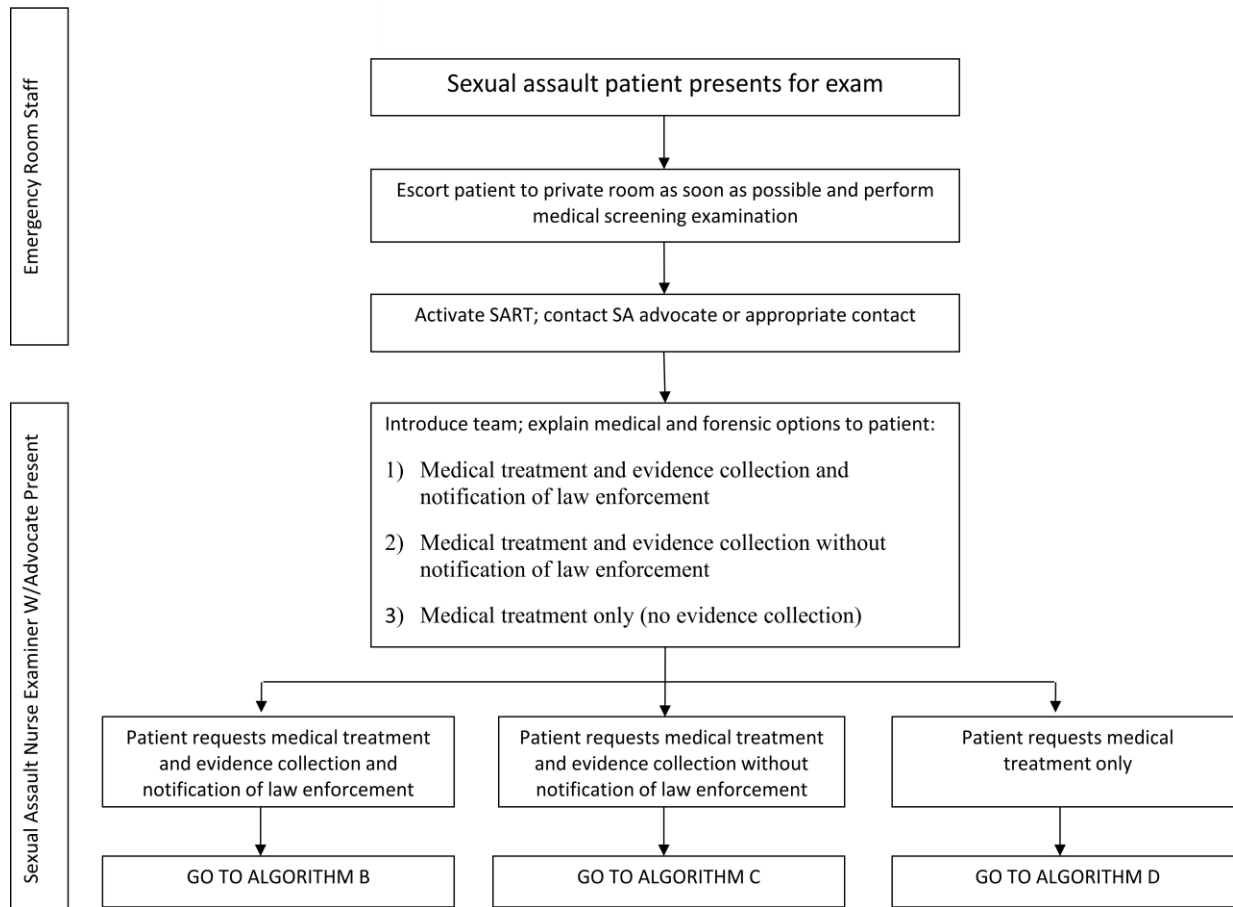 Emergency Room Staff
Sexual assault patient presents for exam
Escort patient to private room as soon as possible and perform
medical screening examination
Activate SART; contact SA advocate or appropriate contact
Sexual Assault Nurse Examiner W/Advocate Present
Introduce team; explain medical and forensic options to patient:
1) Medical treatment and evidence collection and
notification of law enforcement
2) Medical treatment and evidence collection without
notification of law enforcement
3) Medical treatment only (no evidence collection)
Patient requests medical treatment
and evidence collection and
notification of law enforcement
Patient requests medical treatment
and evidence collection without
notification of law enforcement
Patient requests medical
treatment only
GO TO ALGORITHM B
GO TO ALGORITHM C
GO TO ALGORITHM D